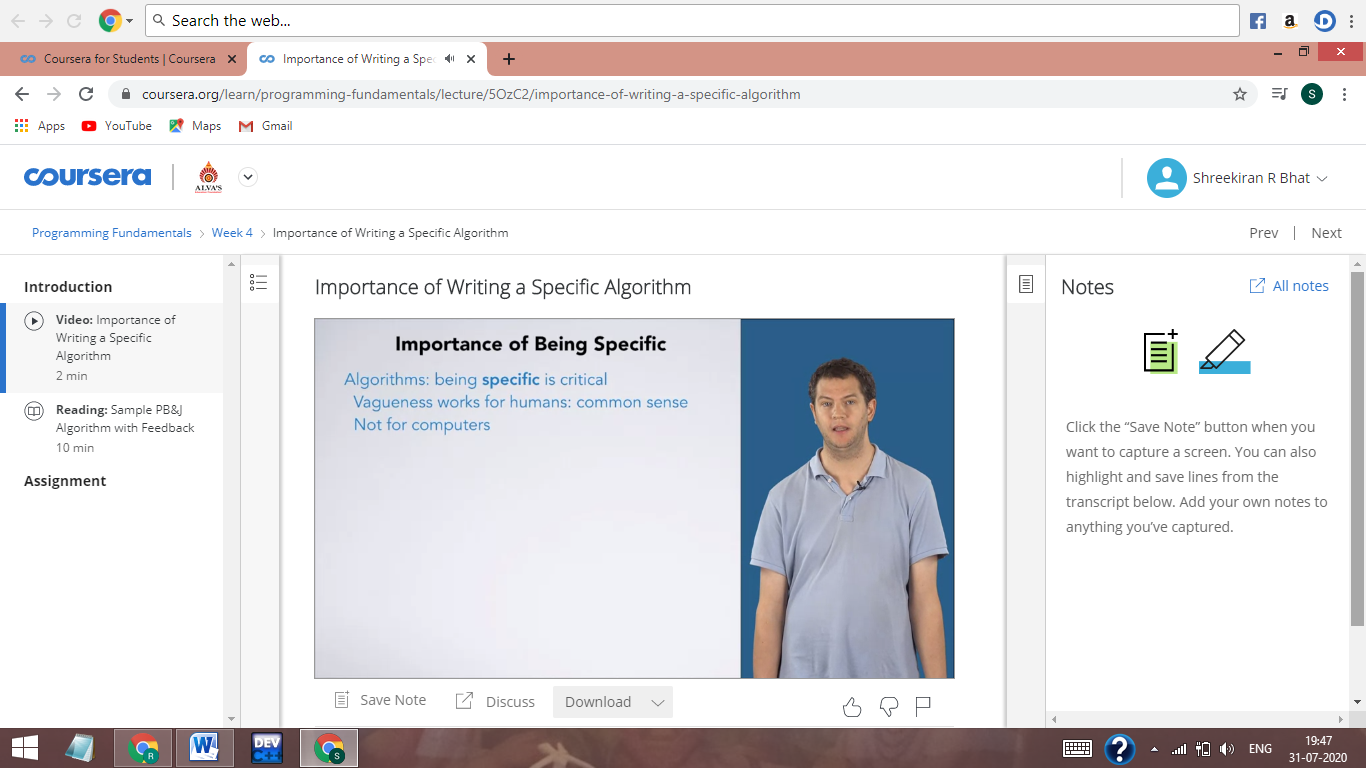 Search the web...
Coursera for Students | Coursera
Importance of Writing a Spec
coursera.org/learn/programming-fundamentals/lecture/5OzC2/importance-of-writing-a-specific-algorithm
Apps
YouTube
Maps
Gmail
coursera
ALVA'S
Shreekiran R Bhat
S
Programming Fundamentals > Week 4 > Importance of Writing a Specific Algorithm
Prev | Next
Introduction
Video: Importance of
Writing a Specific
Algorithm
2 min
Reading: Sample PB&J
Algorithm with Feedback
10 min
Assignment
Importance of Writing a Specific Algorithm
Importance of Being Specific
Algorithms: being specific is critical
Vagueness works for humans: common sense
Not for computers
Save Note
Discuss
Download
Notes
All notes
Click the “Save Note” button when you
want to capture a screen. You can also
highlight and save lines from the
transcript below. Add your own notes to
anything you’ve captured.
R
W
DEV
C++
S
?
ENG
19:47
31-07-2020